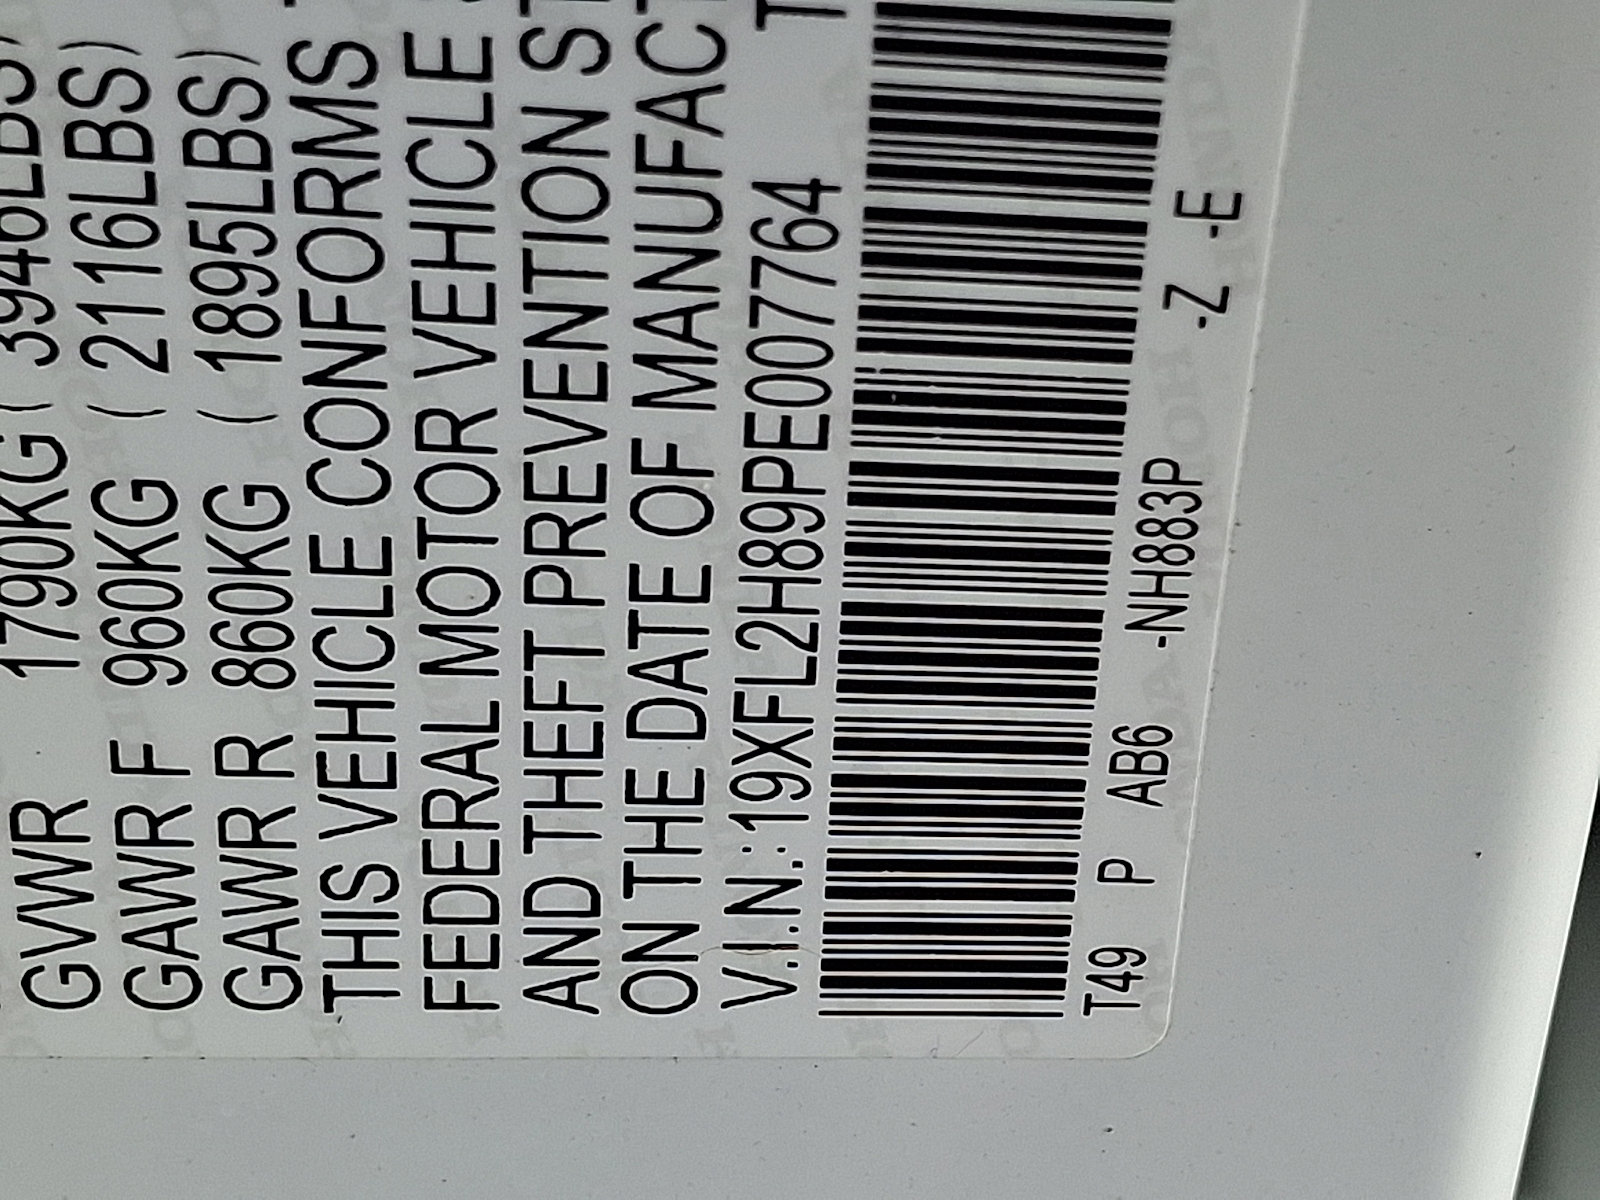 GVWR 1790KG ( 3946LBS)
GAWR F 960KG ( 2116LBS)
GAWR R 860KG ( 1895LBS)
THIS VEHICLE CONFORMS
FEDERAL MOTOR VEHICLE
AND THEFT PREVENTION ST
ON THE DATE OF MANUFACT
V.I.N.:19XFL2H89PE007764 T
T49 P AB6 -NH883P -Z -E